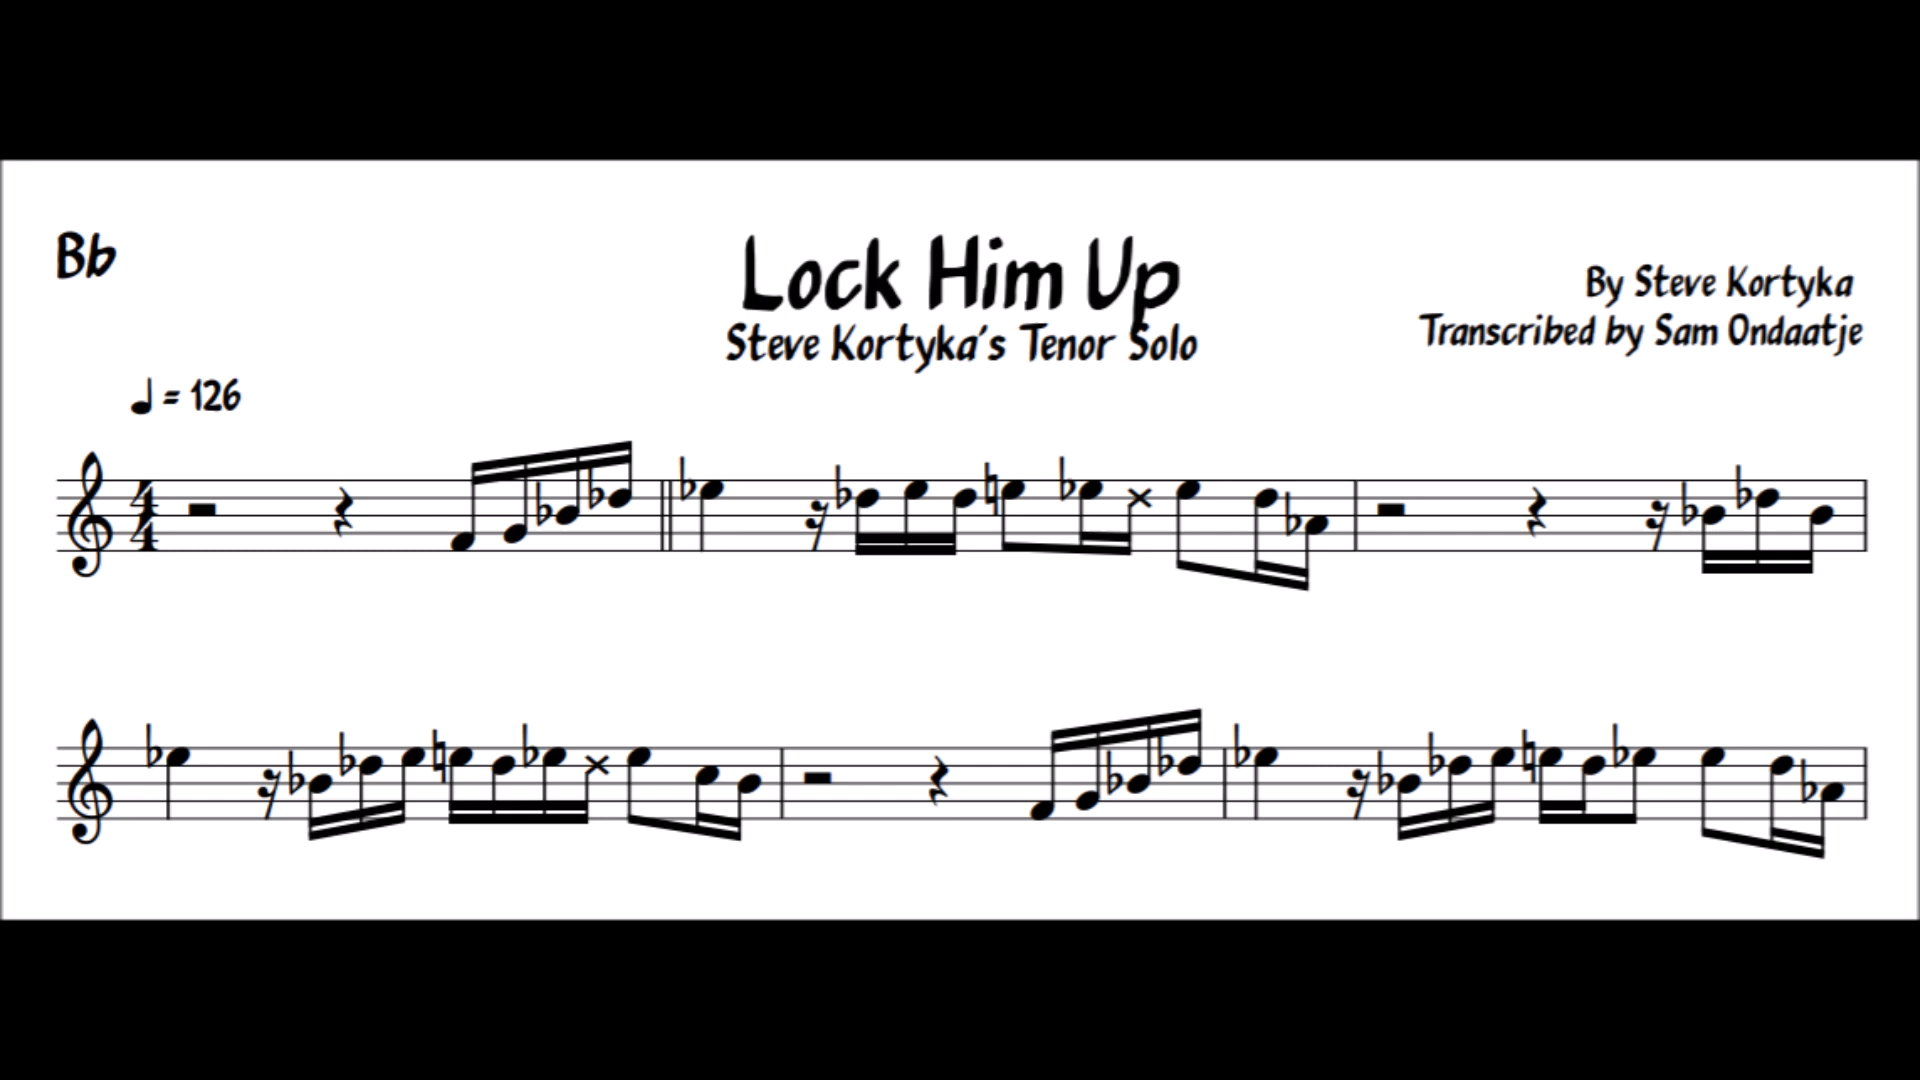 Bb
Lock Him Up
Steve Kortyka's Tenor Solo
By Steve Kortyka
Transcribed by Sam Ondaatje
♩ = 126
4
4